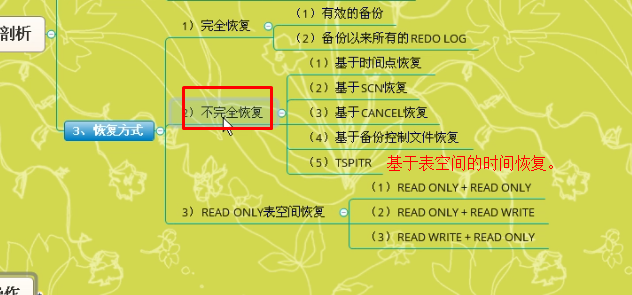 剖析
3、恢复方式
1）完全恢复
（1）有效的备份
（2）备份以来所有的REDO LOG
2）不完全恢复
（1）基于时间点恢复
（2）基于SCN恢复
（3）基于CANCEL恢复
（4）基于备份控制文件恢复
（5）TSPITR 基于表空间的时间恢复。
3）READ ONLY表空间恢复
（1）READ ONLY + READ ONLY
（2）READ ONLY + READ WRITE
（3）READ WRITE + READ ONLY